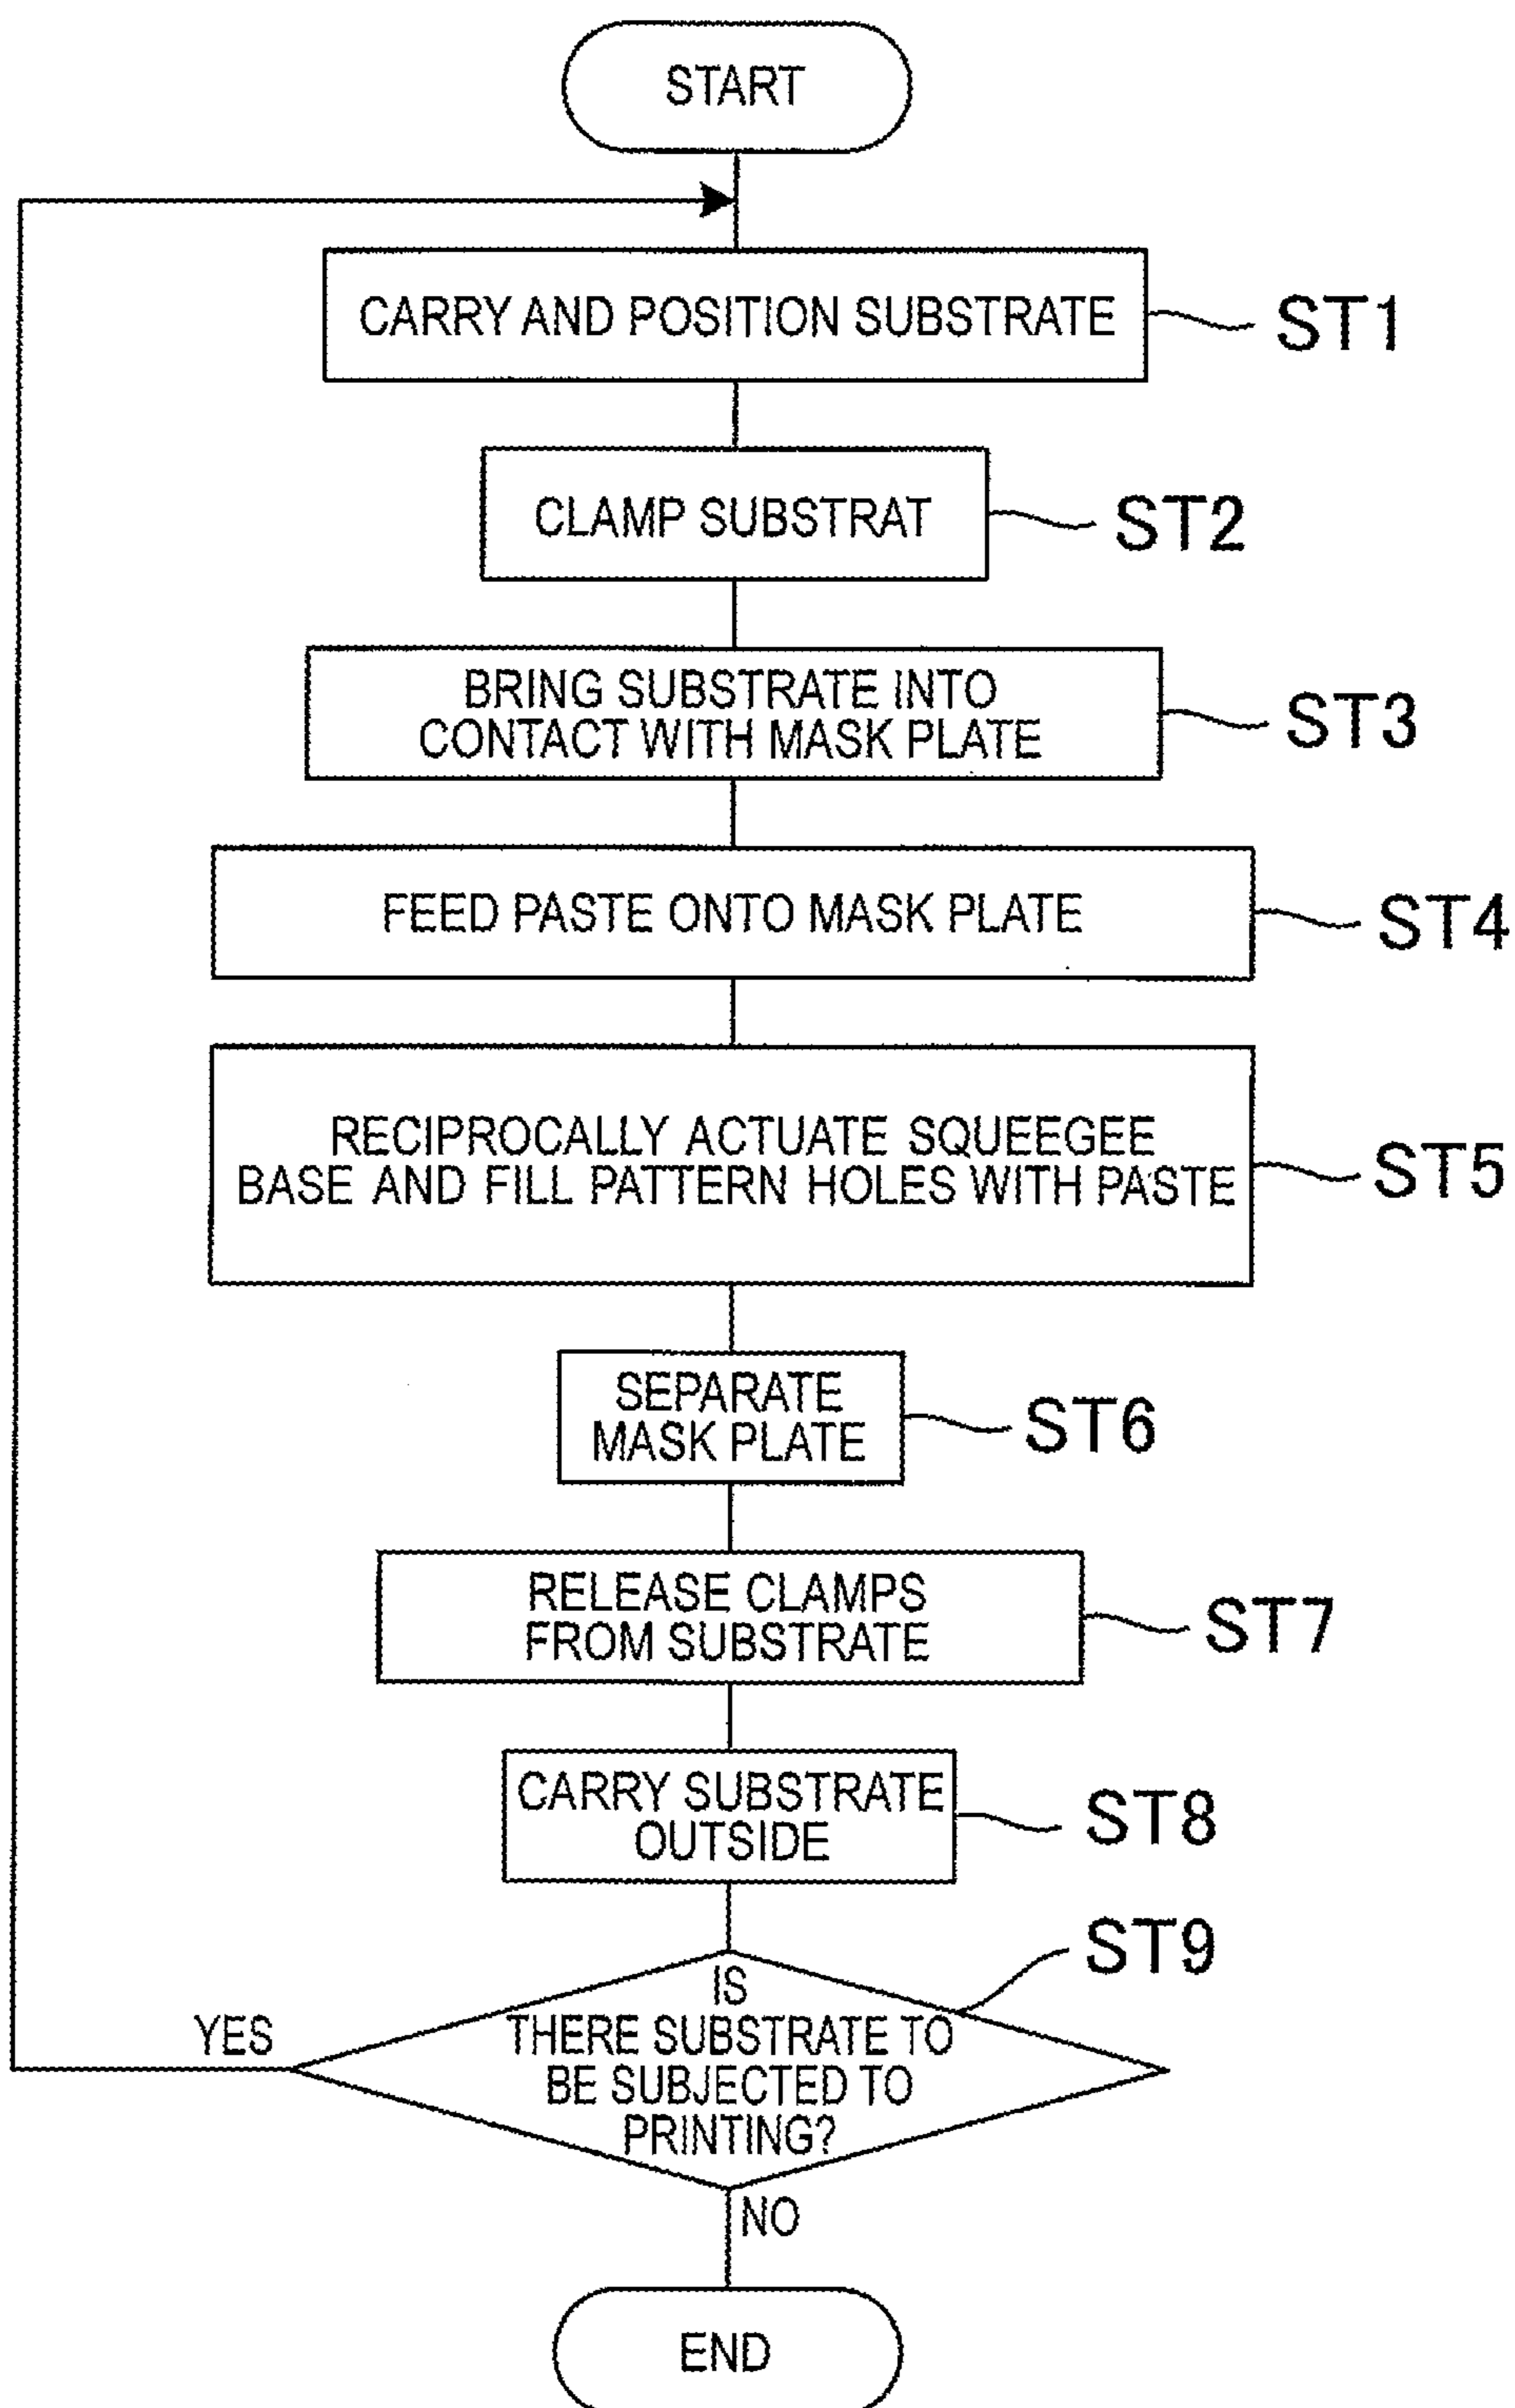 START
CARRY AND POSITION SUBSTRATE
ST1
CLAMP SUBSTRAT
ST2
BRING SUBSTRATE INTO
CONTACT WITH MASK PLATE
ST3
FEED PASTE ONTO MASK PLATE
ST4
RECIPROCALLY ACTUATE SQUEEGEE
BASE AND FILL PATTERN HOLES WITH PASTE
ST5
SEPARATE
MASK PLATE
ST6
RELEASE CLAMPS
FROM SUBSTRATE
ST7
CARRY SUBSTRATE
OUTSIDE
ST8
ST9
IS
THERE SUBSTRATE TO
BE SUBJECTED TO
PRINTING?
YES
NO
END